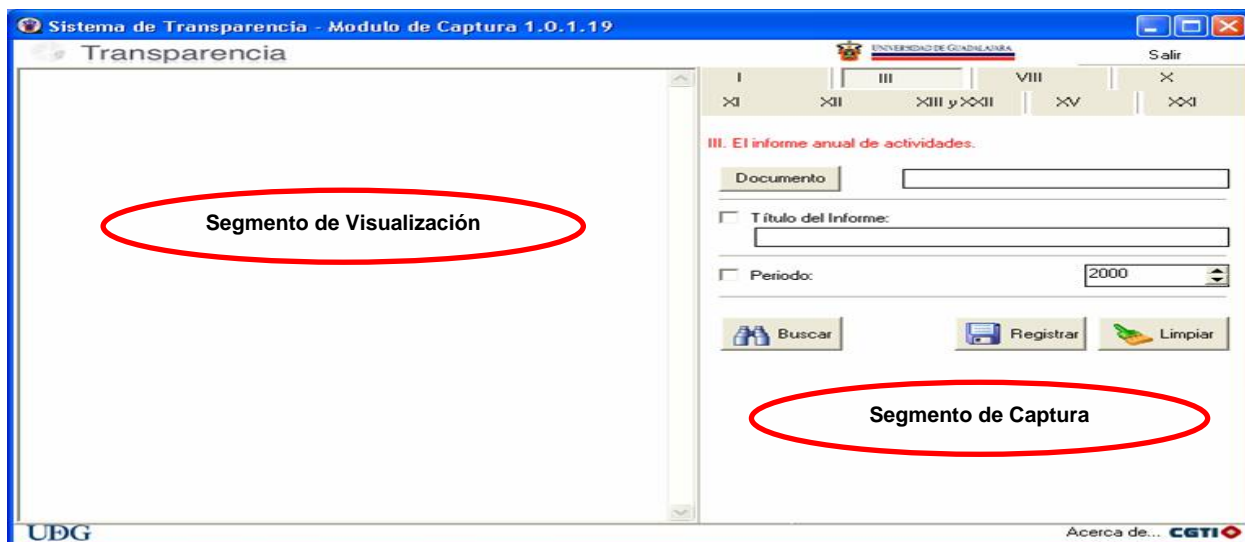 Sistema de Transparencia - Modulo de Captura 1.0.1.19
Transparencia
UNIVERSIDAD DE GUADALAJARA
Salir
I III VIII X
XI XII XIII y XXII XV XXI
III. El informe anual de actividades.
Documento
Segmento de Visualización
Título del Informe:
Periodo: 2000
Buscar Registrar Limpiar
Segmento de Captura
UDG
Acerca de... CGTI